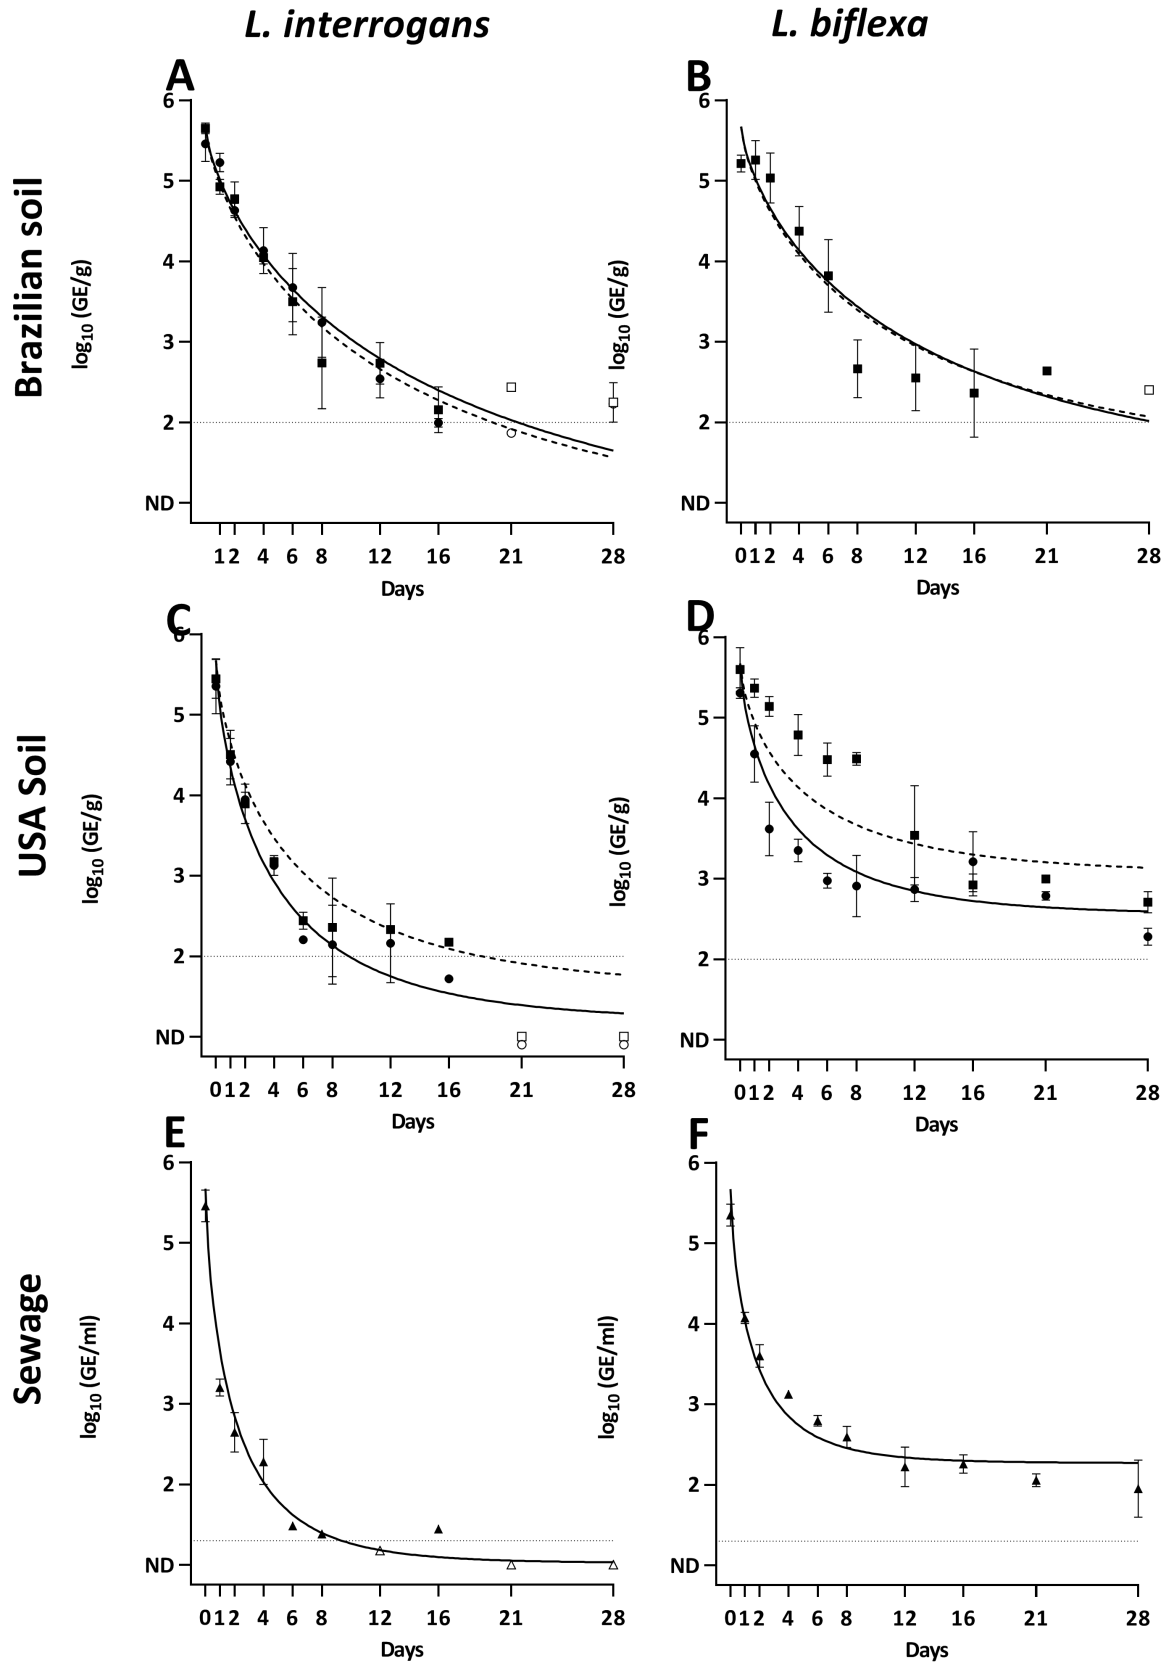 L. interrogans
L. biflexa
Brazilian soil
A
6
5
4
3
2
ND
log10 (GE/g)
1 2 4 6 8 12 16 21 28
Days
B
6
5
4
3
2
ND
log10 (GE/g)
0 1 2 4 6 8 12 16 21 28
Days
USA Soil
C
6
5
4
3
2
ND
log10 (GE/g)
0 1 2 4 6 8 12 16 21 28
Days
D
6
5
4
3
2
ND
log10 (GE/g)
0 1 2 4 6 8 12 16 21 28
Days
Sewage
E
6
5
4
3
2
ND
log10 (GE/ml)
0 1 2 4 6 8 12 16 21 28
Days
F
6
5
4
3
2
ND
log10 (GE/ml)
0 1 2 4 6 8 12 16 21 28
Days